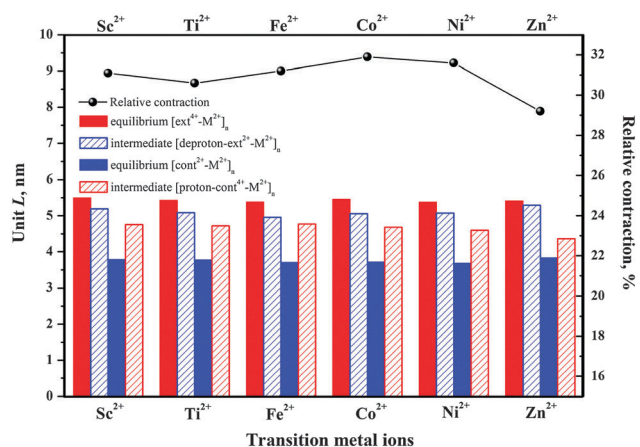 Sc²⁺ Ti²⁺ Fe²⁺ Co²⁺ Ni²⁺ Zn²⁺
10
9
8
7
6
5
4
3
2
1
0
Unit L, nm
Relative contraction
equilibrium [ext⁴⁺-M²⁺]ₙ
intermediate [deproton-ext²⁺-M²⁺]ₙ
equilibrium [cont²⁺-M²⁺]ₙ
intermediate [proton-cont⁴⁺-M²⁺]ₙ
32
30
28
26
24
22
20
18
16
Relative contraction, %
Sc²⁺ Ti²⁺ Fe²⁺ Co²⁺ Ni²⁺ Zn²⁺
Transition metal ions